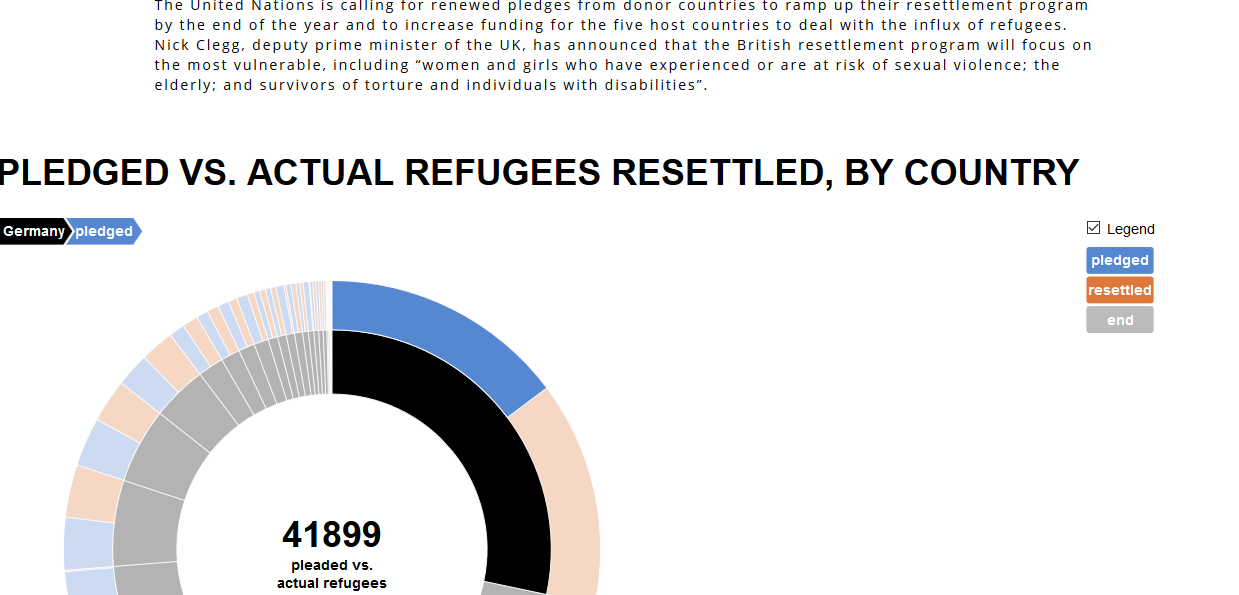 The United Nations is calling for renewed pledges from donor countries to ramp up their resettlement program
by the end of the year and to increase funding for the five host countries to deal with the influx of refugees.
Nick Clegg, deputy prime minister of the UK, has announced that the British resettlement program will focus on
the most vulnerable, including “women and girls who have experienced or are at risk of sexual violence; the
elderly; and survivors of torture and individuals with disabilities”.
PLEDGED VS. ACTUAL REFUGEES RESETTLED, BY COUNTRY
Germany pledged
Legend
pledged
resettled
end
41899
pleaded vs.
actual refugees